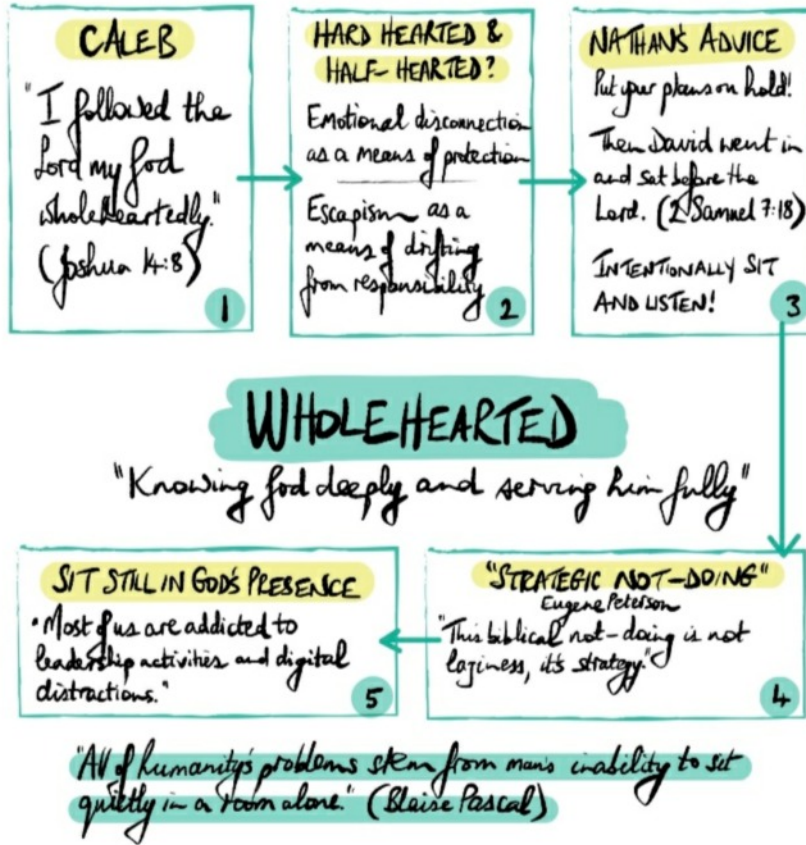 CALEB
"I followed the
Lord my God
wholeheartedly."
(Joshua 14:8)
1
HARD HEARTED &
HALF-HEARTED?
Emotional disconnection
as a means of protection
Escapism as a
means of drifting
from responsibility
2
NATHAN'S ADVICE
Put your plans on hold!
Then David went in
and sat before the
Lord. (2 Samuel 7:18)
INTENTIONALLY SIT
AND LISTEN!
3
WHOLEHEARTED
"Knowing God deeply and serving him fully"
"STRATEGIC NOT-DOING"
Eugene Peterson
"This biblical not-doing is not
laziness, it's strategy."
4
SIT STILL IN GOD'S PRESENCE
"Most of us are addicted to
leadership activities and digital
distractions."
5
"All of humanity's problems stem from man's inability to sit
quietly in a room alone." (Blaise Pascal)